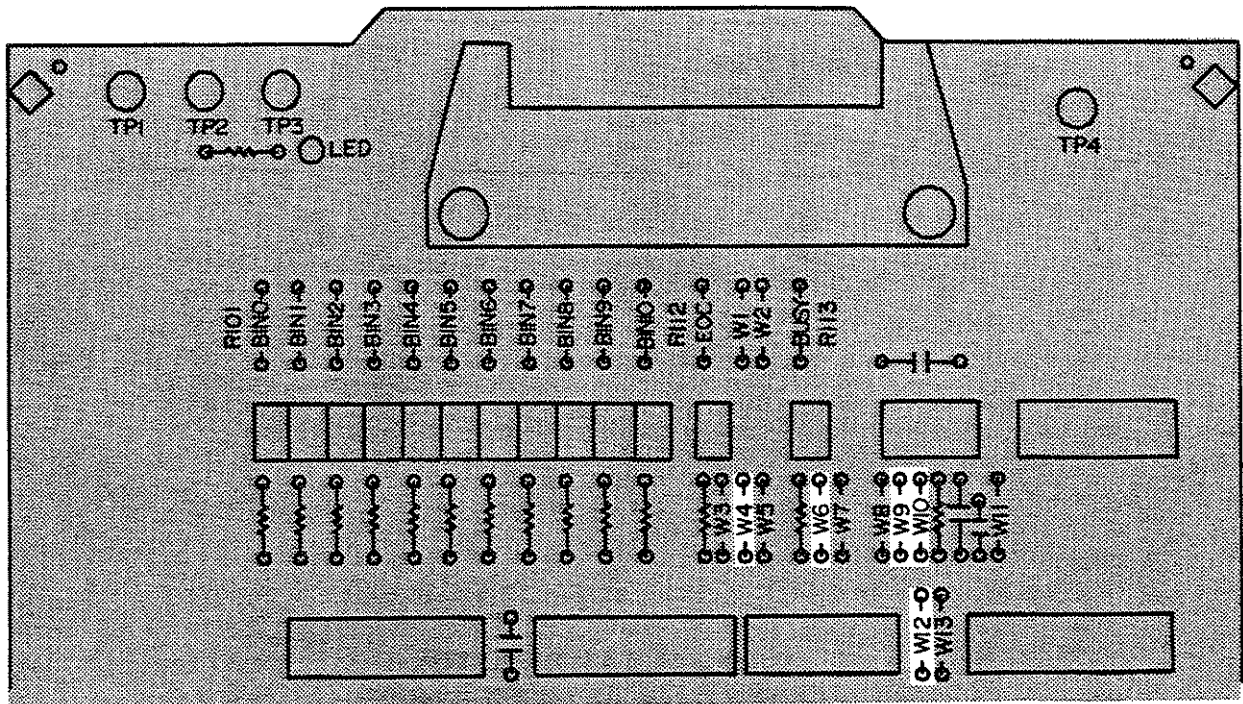 TP1 TP2 TP3
LED
TP4
R101 BIN0 BIN1 BIN2 BIN3 BIN4 BIN5 BIN6 BIN7 BIN8 BIN9 BIN0 R112 EOC W1 W2 BUSY R113
W3 W4 W5 W6 W7 W8 W9 W10 W11
W12 W13